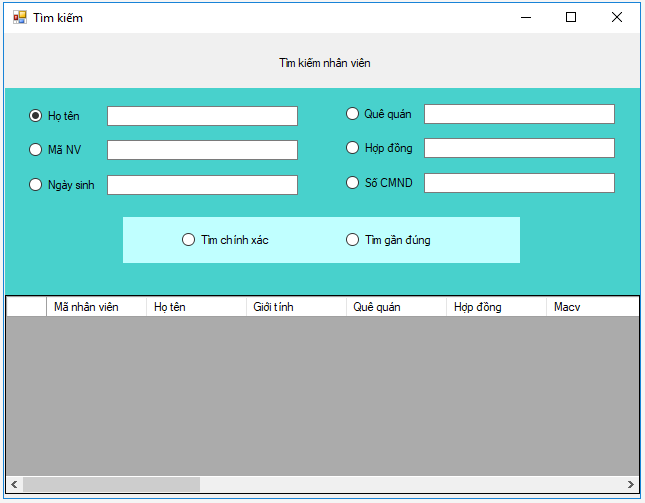 Tìm kiếm
Tìm kiếm nhân viên
Họ tên
Quê quán
Mã NV
Hợp đồng
Ngày sinh
Số CMND
Tìm chính xác
Tìm gần đúng
Mã nhân viên Họ tên Giới tính Quê quán Hợp đồng Macv